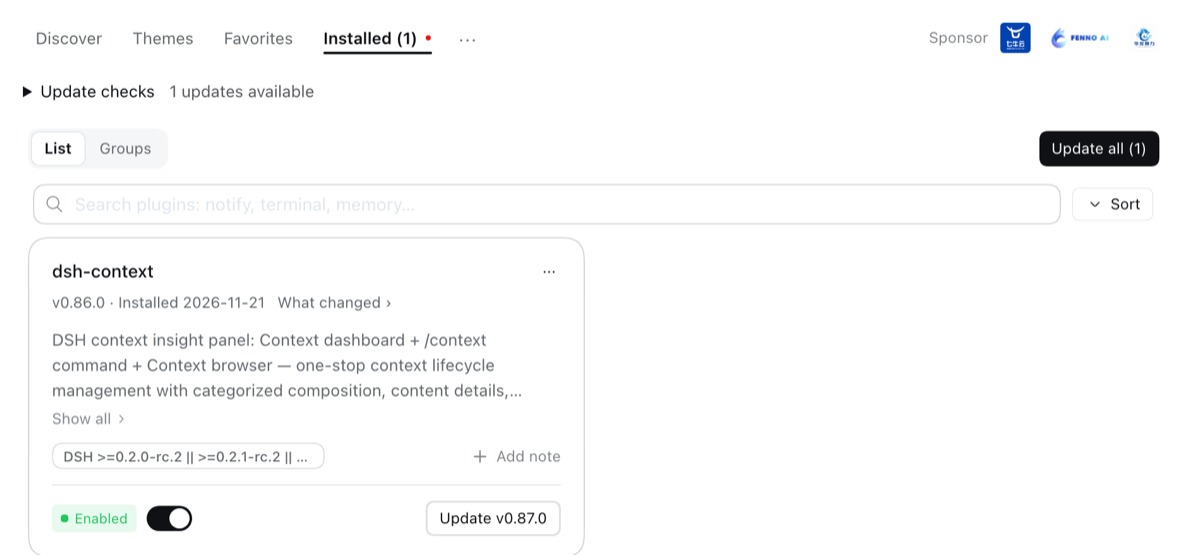 Discover Themes Favorites Installed (1) ...
Sponsor 七牛云 FENNO AI
Update checks 1 updates available
List Groups
Update all (1)
Search plugins: notify, terminal, memory...
Sort
dsh-context ...
v0.86.0 · Installed 2026-11-21 What changed ›
DSH context insight panel: Context dashboard + /context
command + Context browser — one-stop context lifecycle
management with categorized composition, content details,...
Show all ›
DSH >=0.2.0-rc.2 || >=0.2.1-rc.2 || ...
+ Add note
Enabled
Update v0.87.0